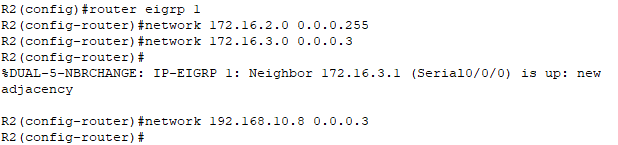 R2(config)#router eigrp 1
R2(config-router)#network 172.16.2.0 0.0.0.255
R2(config-router)#network 172.16.3.0 0.0.0.3
R2(config-router)#
%DUAL-5-NBRCHANGE: IP-EIGRP 1: Neighbor 172.16.3.1 (Serial0/0/0) is up: new
adjacency
R2(config-router)#network 192.168.10.8 0.0.0.3
R2(config-router)#